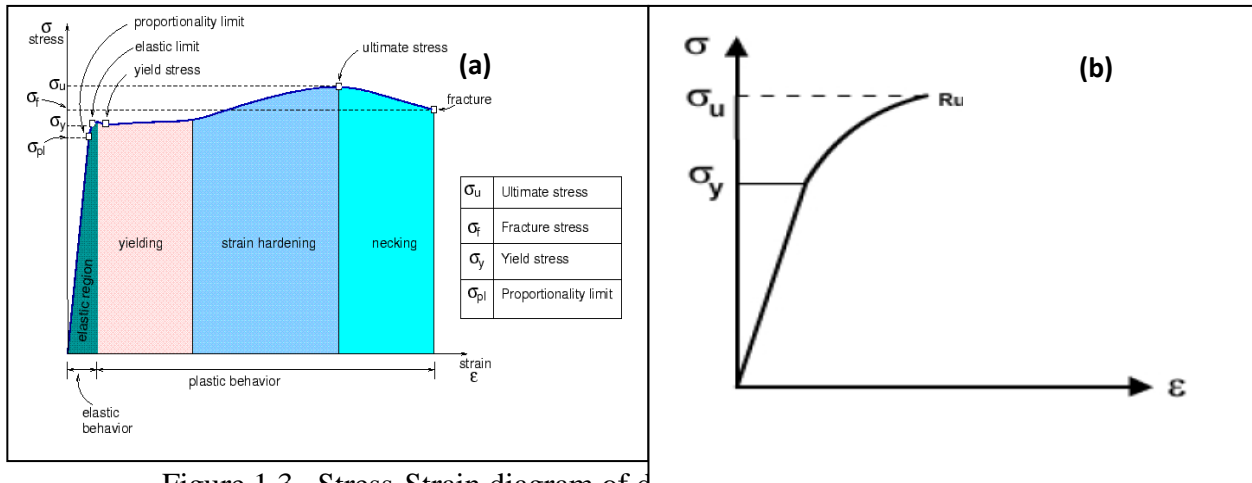 σ
stress
proportionality limit
elastic limit
yield stress
(a)
ultimate stress
σu
σf
fracture
σy
σpl
σu Ultimate stress
σf Fracture stress
σy Yield stress
σpl Proportionality limit
elastic region
yielding
strain hardening
necking
strain
ε
plastic behavior
elastic
behavior
σ
(b)
σu
Ru
σy
ε
Figure 1.3 Stress-Strain diagram of